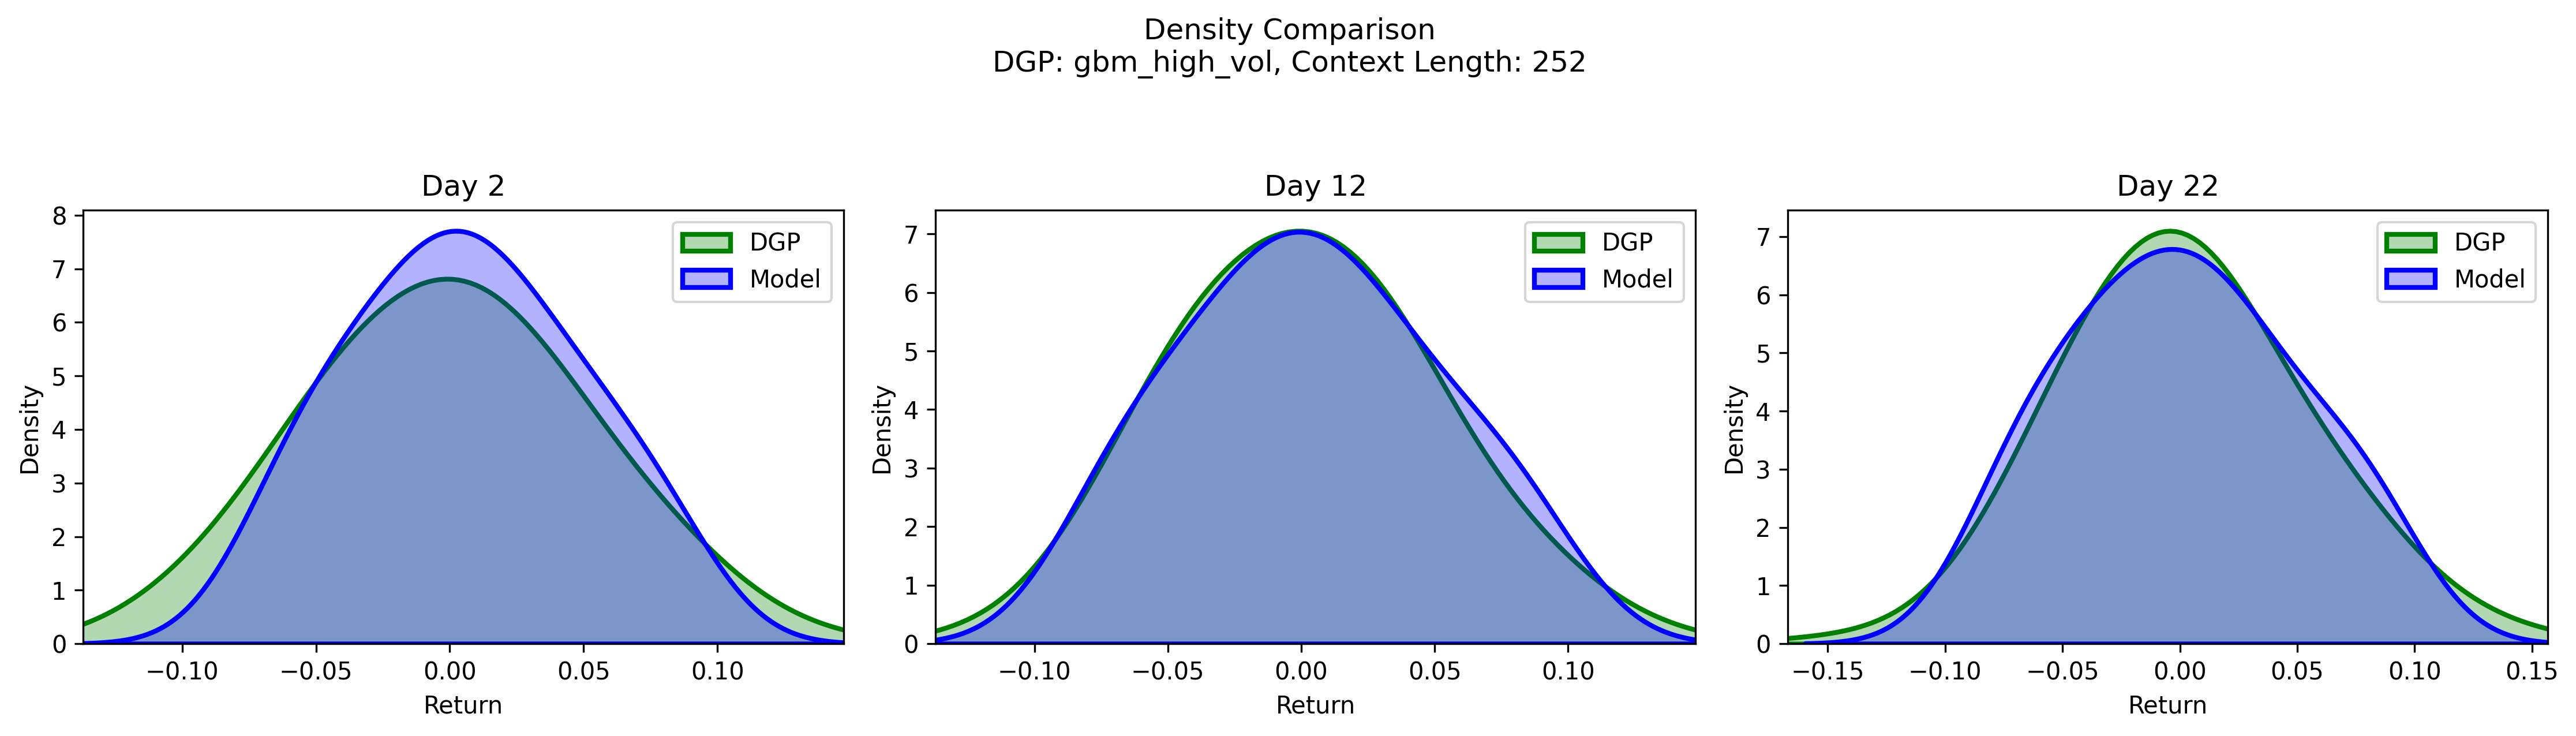 Density Comparison
DGP: gbm_high_vol, Context Length: 252
Day 2
8
7
6
5
4
3
2
1
0
Density
DGP
Model
−0.10
−0.05
0.00
0.05
0.10
Return
Day 12
7
6
5
4
3
2
1
0
Density
DGP
Model
−0.10
−0.05
0.00
0.05
0.10
Return
Day 22
7
6
5
4
3
2
1
0
Density
DGP
Model
−0.15
−0.10
−0.05
0.00
0.05
0.10
0.15
Return